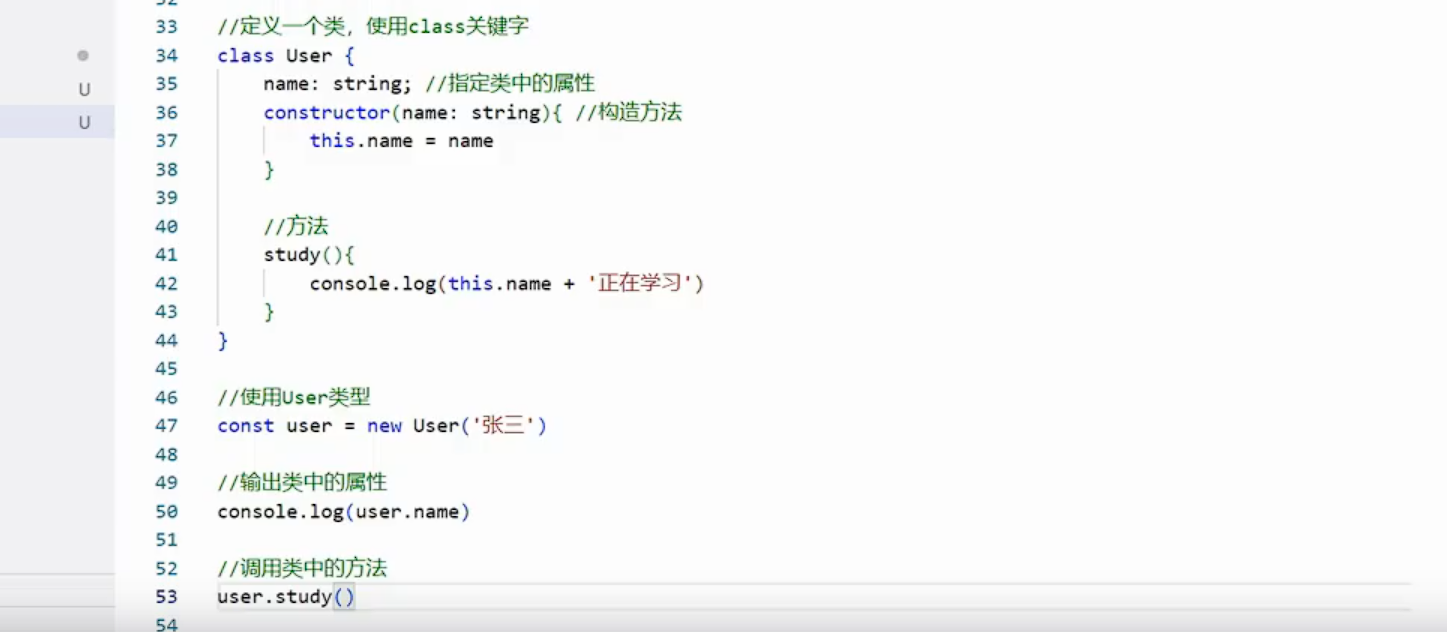 32
33 //定义一个类，使用class关键字
34 class User {
U 35 name: string; //指定类中的属性
36 constructor(name: string){ //构造方法
U 37 this.name = name
38 }
39
40 //方法
41 study(){
42 console.log(this.name + '正在学习')
43 }
44 }
45
46 //使用User类型
47 const user = new User('张三')
48
49 //输出类中的属性
50 console.log(user.name)
51
52 //调用类中的方法
53 user.study()
54